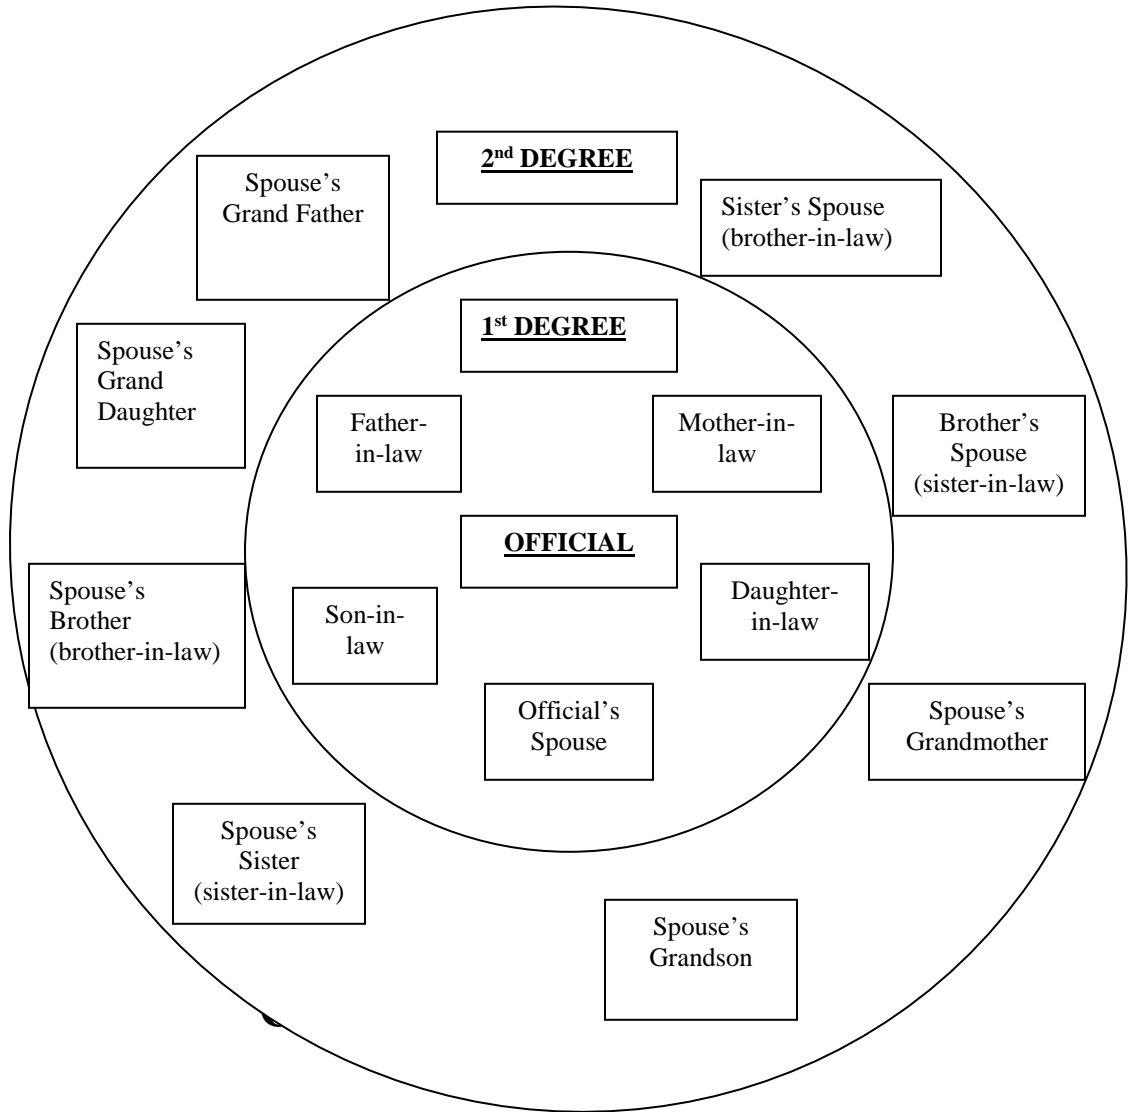 2nd DEGREE
Spouse’s
Grand Father
Sister’s Spouse
(brother-in-law)
1st DEGREE
Spouse’s
Grand
Daughter
Father-
in-law
Mother-in-
law
Brother’s
Spouse
(sister-in-law)
OFFICIAL
Spouse’s
Brother
(brother-in-law)
Son-in-
law
Daughter-
in-law
Official’s
Spouse
Spouse’s
Grandmother
Spouse’s
Sister
(sister-in-law)
Spouse’s
Grandson